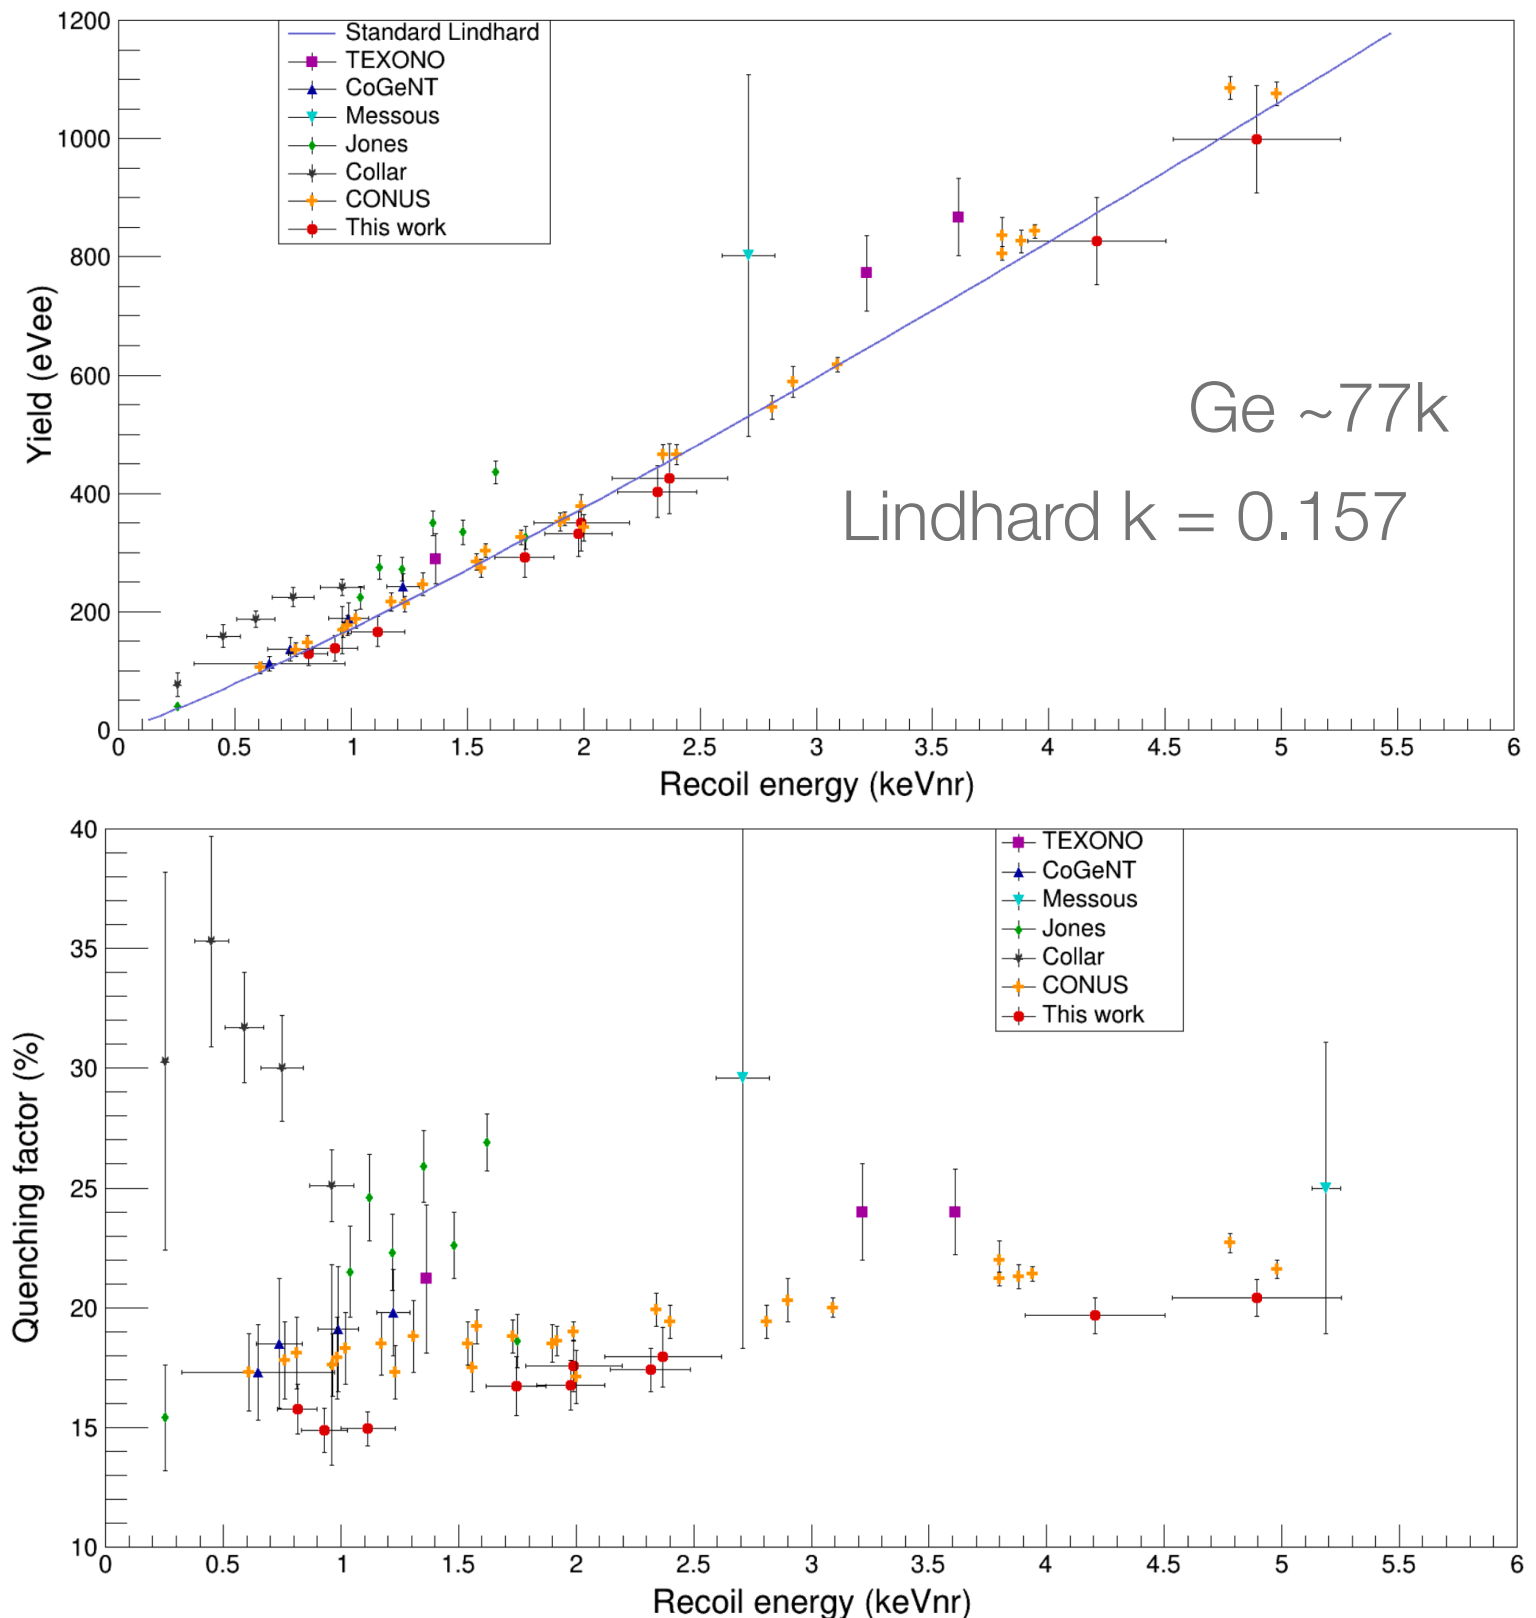 1200
1000
800
600
400
200
0
Yield (eVee)
Standard Lindhard
TEXONO
CoGeNT
Messous
Jones
Collar
CONUS
This work
Ge ~77k
Lindhard k = 0.157
0 0.5 1 1.5 2 2.5 3 3.5 4 4.5 5 5.5 6
Recoil energy (keVnr)
40
35
30
25
20
15
10
Quenching factor (%)
TEXONO
CoGeNT
Messous
Jones
Collar
CONUS
This work
0 0.5 1 1.5 2 2.5 3 3.5 4 4.5 5 5.5 6
Recoil energy (keVnr)